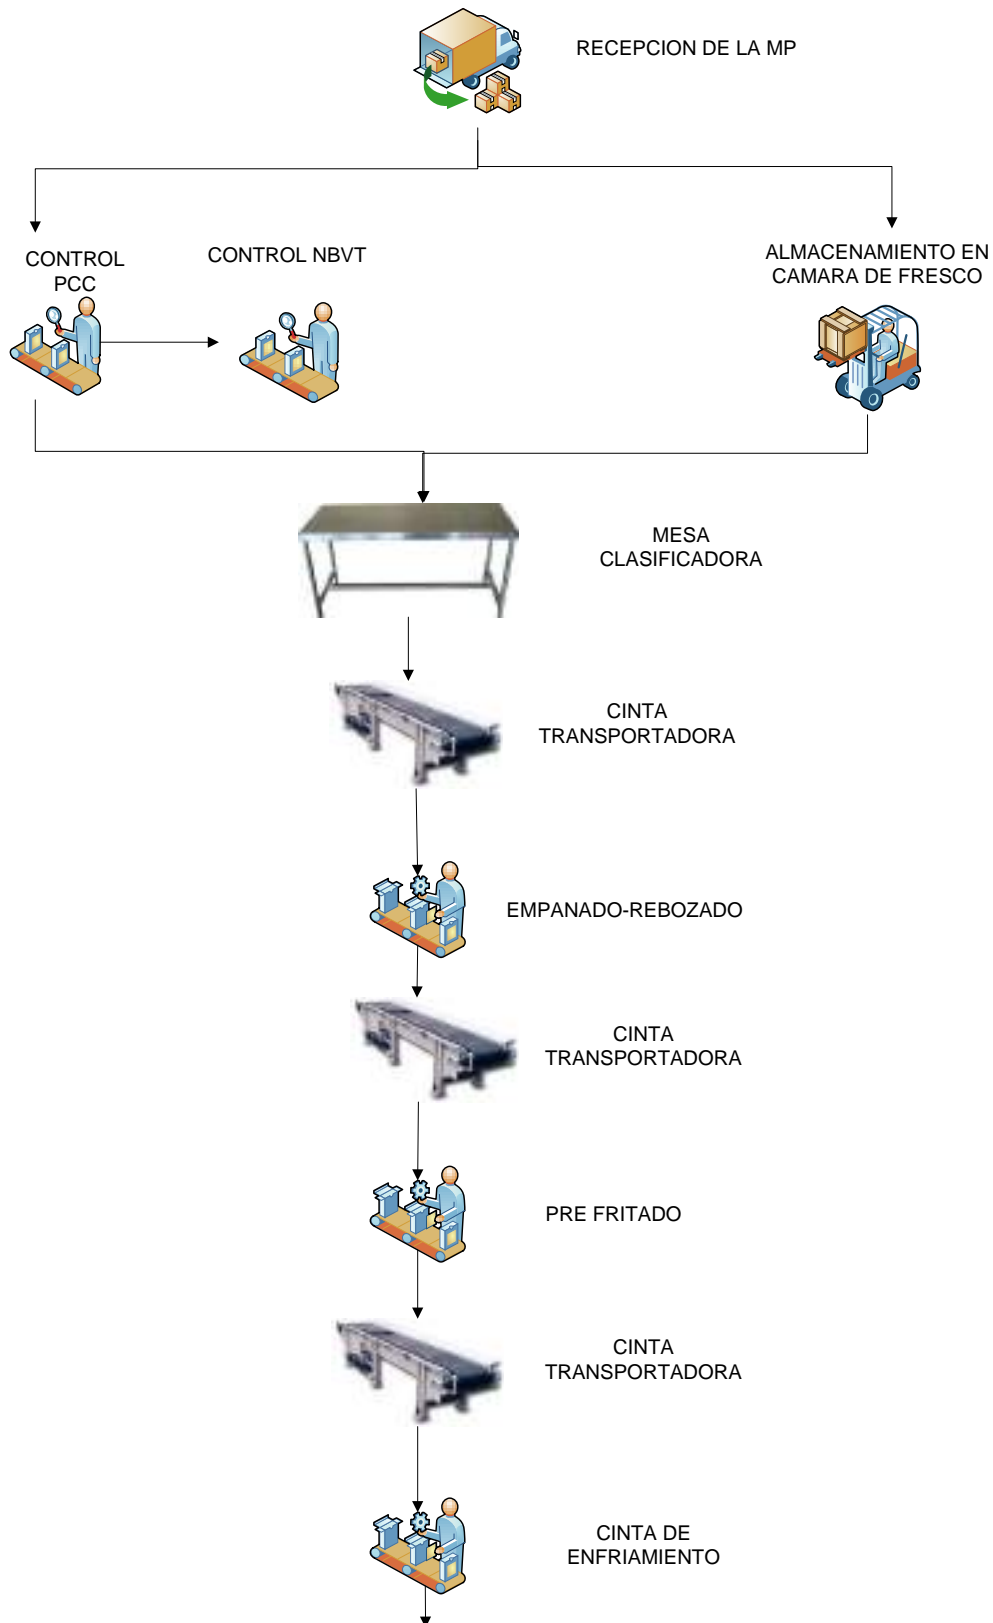 RECEPCION DE LA MP
CONTROL
PCC
CONTROL NBVT
ALMACENAMIENTO EN
CAMARA DE FRESCO
MESA
CLASIFICADORA
CINTA
TRANSPORTADORA
EMPANADO-REBOZADO
CINTA
TRANSPORTADORA
PRE FRITADO
CINTA
TRANSPORTADORA
CINTA DE
ENFRIAMIENTO